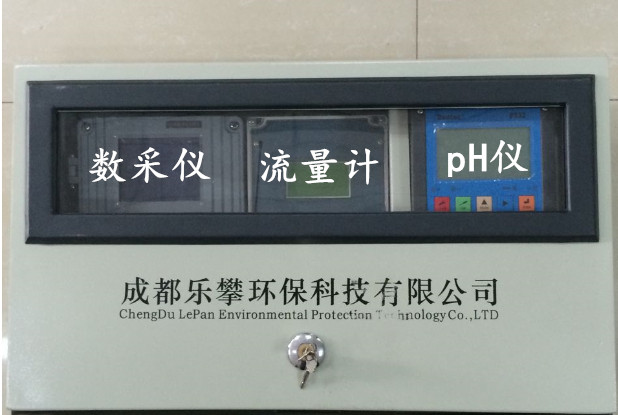 数采仪
流量计
pH仪
成都乐攀环保科技有限公司
ChengDu LePan Environmental Protection Technology Co.,LTD